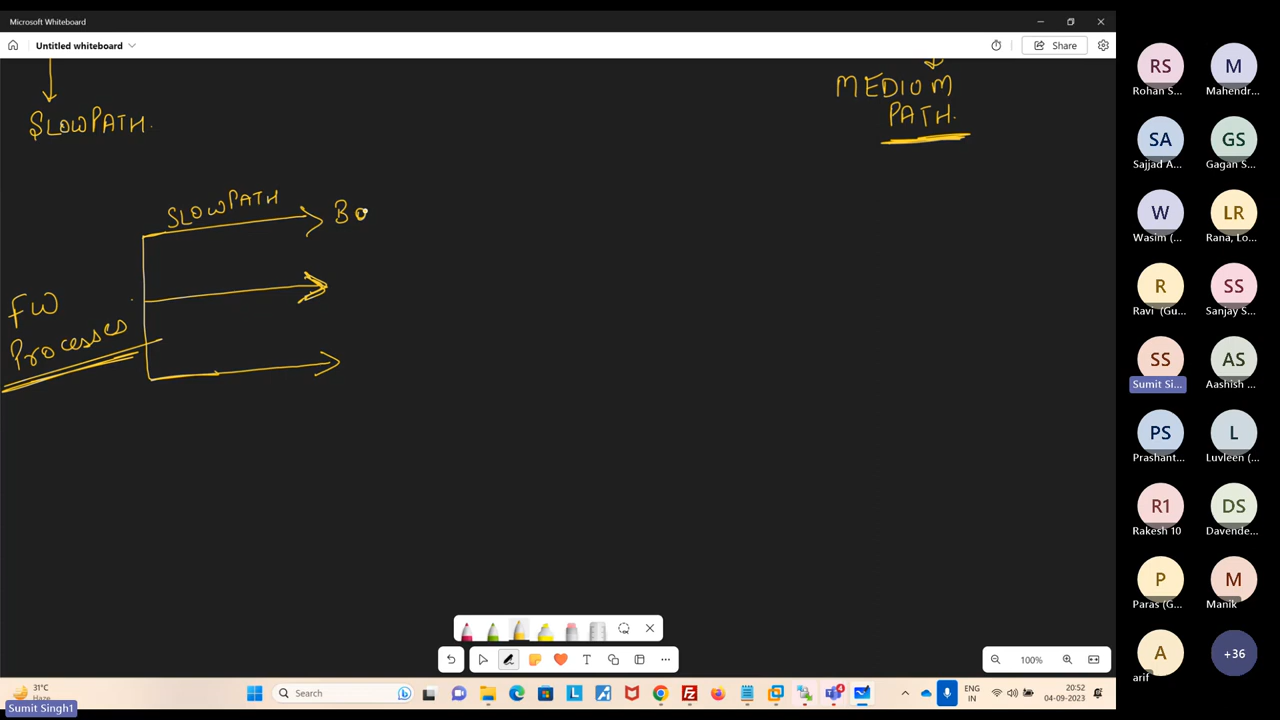 Microsoft Whiteboard
Untitled whiteboard
Share
SLOWPATH.
MEDIUM
PATH.
SLOWPATH
Bo
FW
Processes
100%
RS
Rohan S...
M
Mahendr...
SA
Sajjad A...
GS
Gagan S...
W
Wasim (...
LR
Rana, Lo...
R
Ravi (Gu...
SS
Sanjay S...
SS
Sumit Si...
AS
Aashish ...
PS
Prashant...
L
Luvleen (...
R1
Rakesh 10
DS
Davende...
P
Paras (G...
M
Manik
A
arif
+36
31°C
Haze
Search
ENG
IN
20:52
04-09-2023
Sumit Singh1